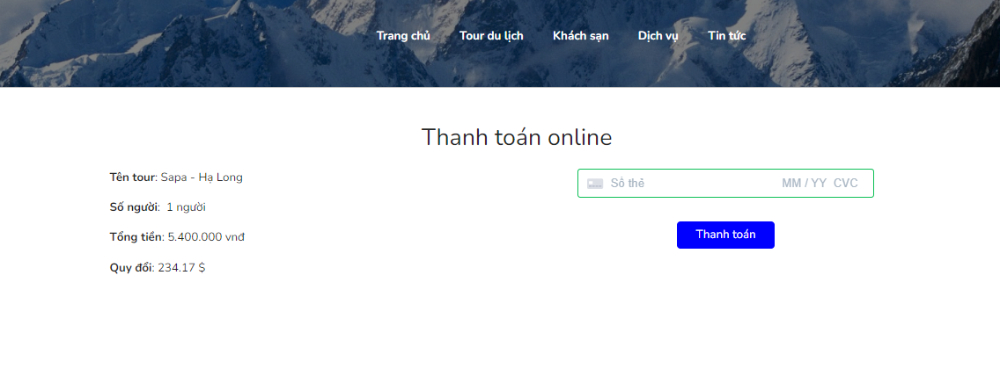 Trang chủ Tour du lịch Khách sạn Dịch vụ Tin tức
Thanh toán online
Tên tour: Sapa - Hạ Long
Số người: 1 người
Tổng tiền: 5.400.000 vnđ
Quy đổi: 234.17 $
Số thẻ MM / YY CVC
Thanh toán